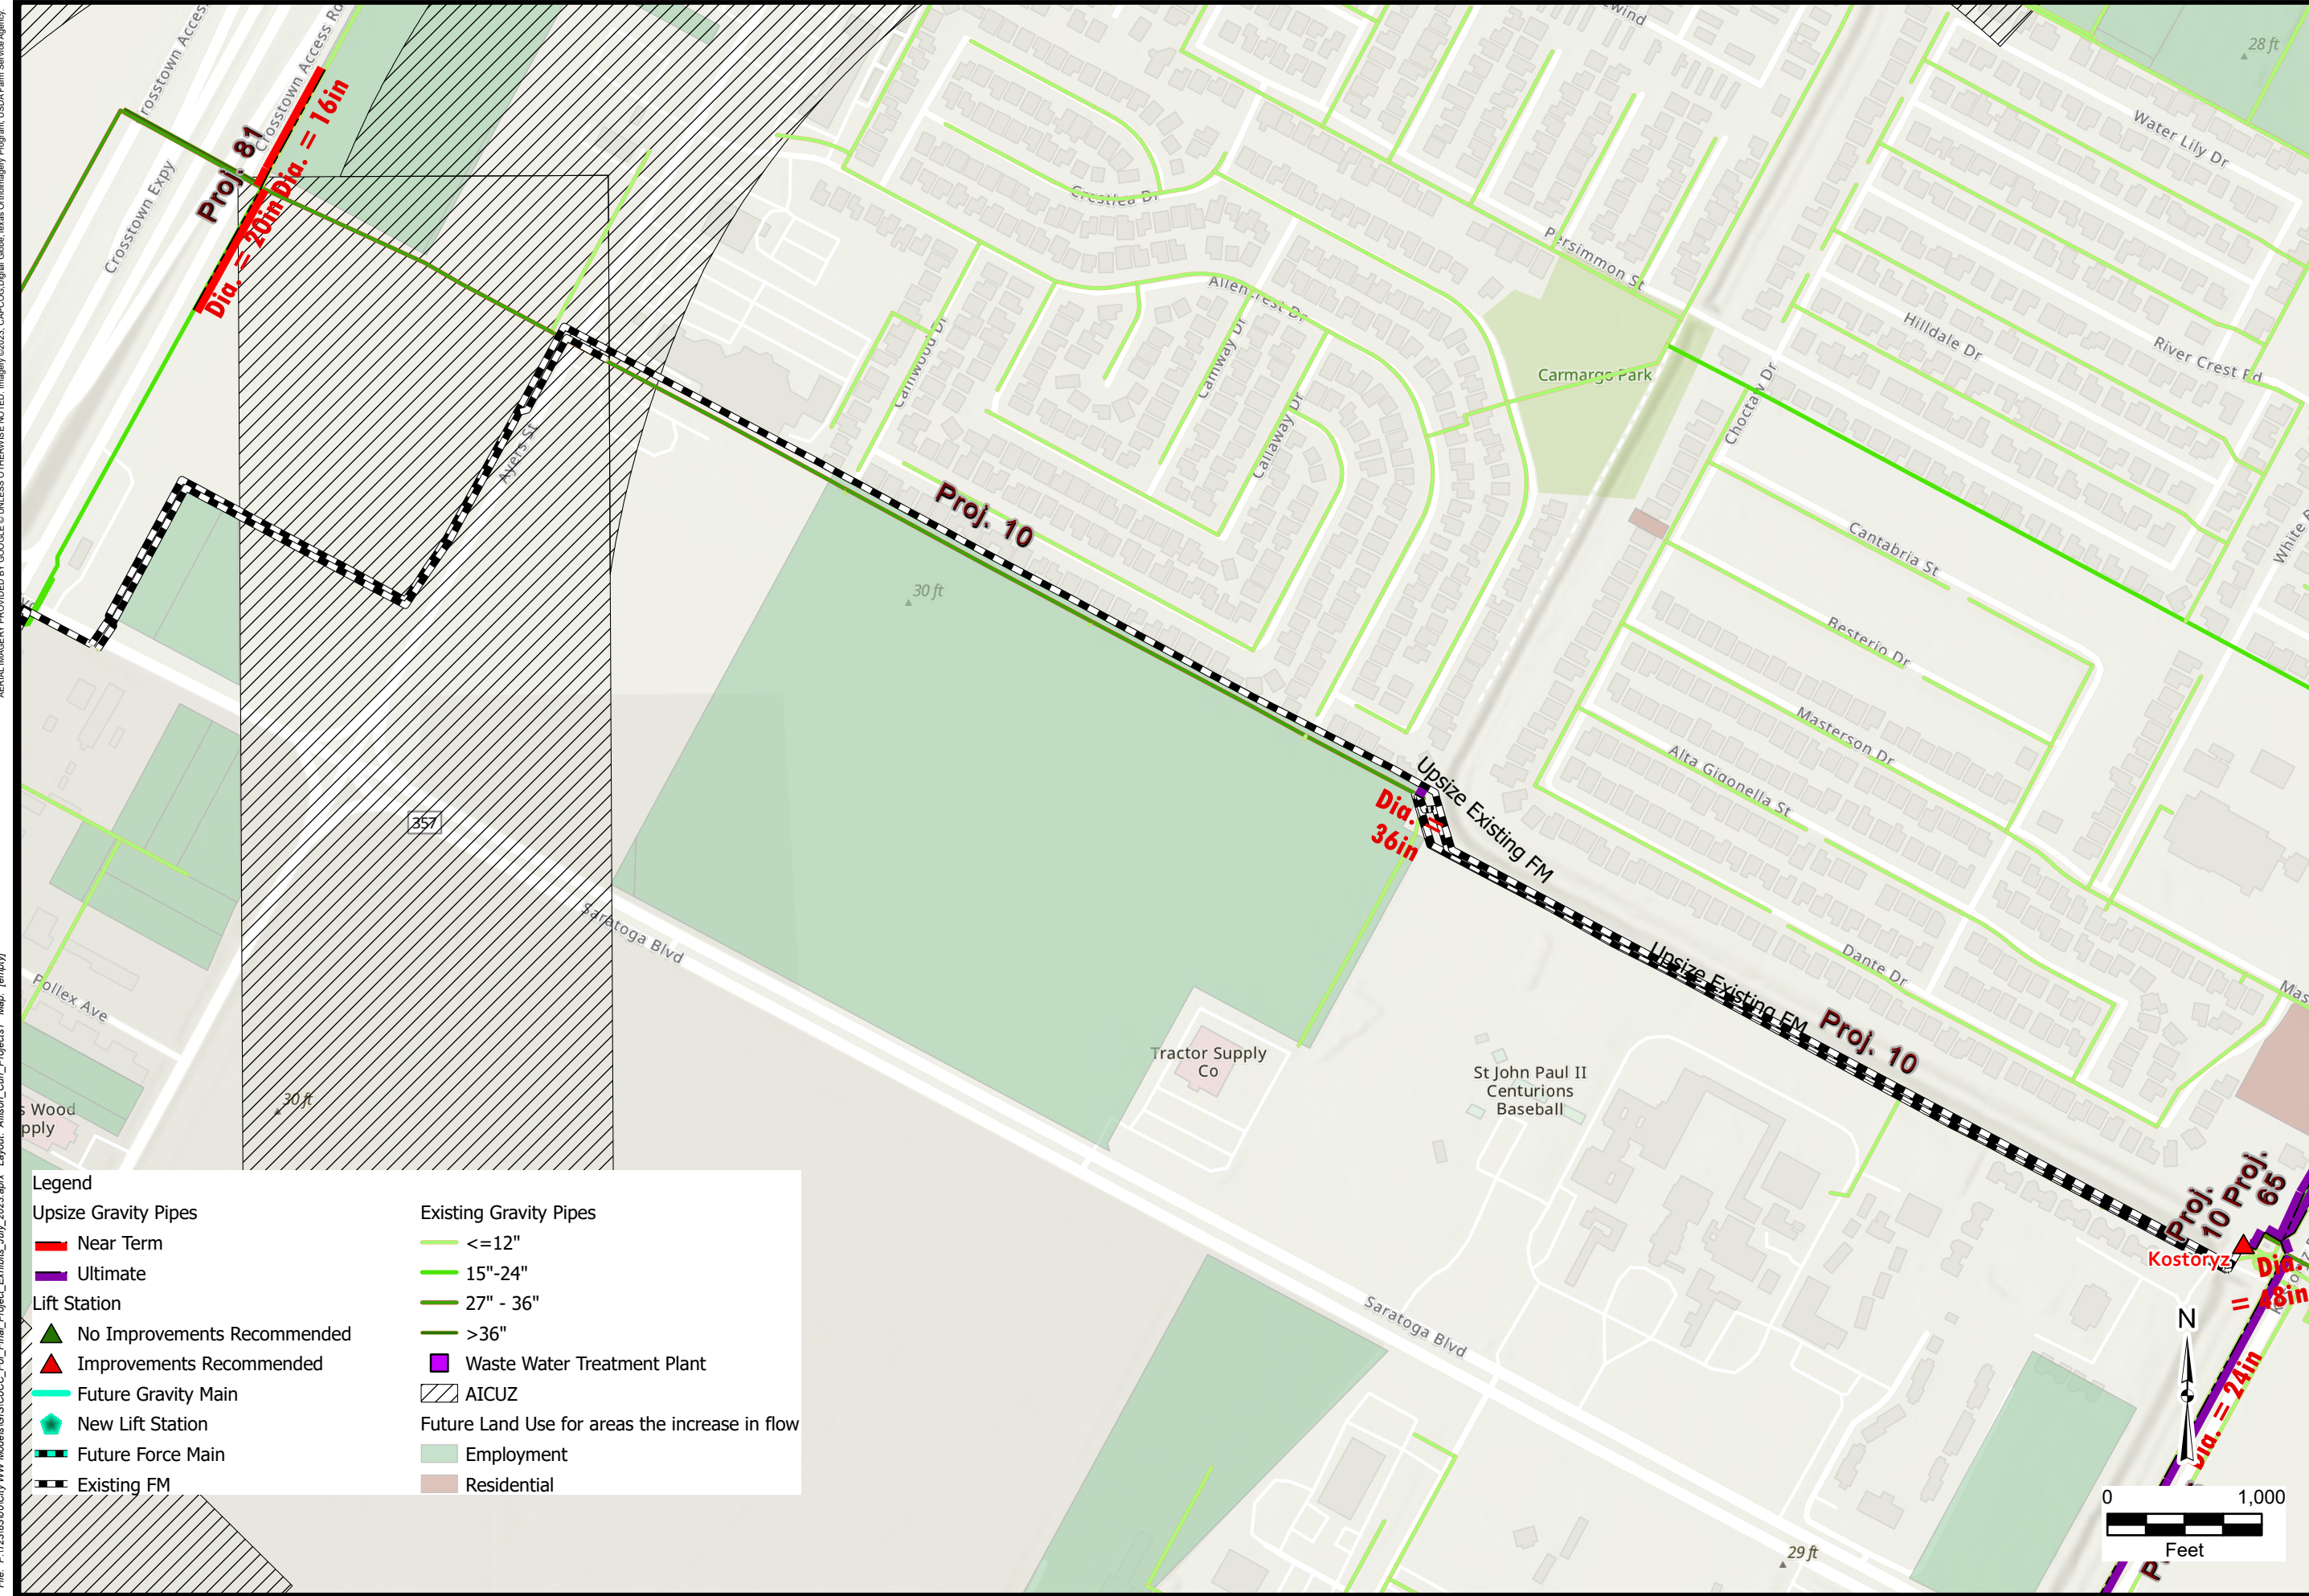 Crosstown Access Rd
Crosstown Expy
Proj. 81
Dia. = 16in
Dia. = 20in
Water Lily Dr
28 ft
Crestlea Dr
Persimmon St
Allencrest Dr
Hilldale Dr
River Crest Rd
Carmargo Park
Camway Dr
Callaway Dr
Choctaw Dr
Ayers St
Proj. 10
Cantabria St
30 ft
Besterio Dr
Masterson Dr
Alta Gigonella St
357
Upsize Existing FM
Dia. =
36in
Saratoga Blvd
Upsize Existing FM
Dante Dr
Pollex Ave
Proj. 10
Tractor Supply
Co
St John Paul II
Centurions
Baseball
30 ft
s Wood
pply
Proj.
10
Proj.
65
Kostoryz
Dia.
= 48in
Saratoga Blvd
N
Dia. = 24in
29 ft
0 1,000
Feet
Legend
Upsize Gravity Pipes
Near Term
Ultimate
Lift Station
No Improvements Recommended
Improvements Recommended
Future Gravity Main
New Lift Station
Future Force Main
Existing FM
Existing Gravity Pipes
<=12"
15"-24"
27" - 36"
>36"
Waste Water Treatment Plant
AICUZ
Future Land Use for areas the increase in flow
Employment
Residential